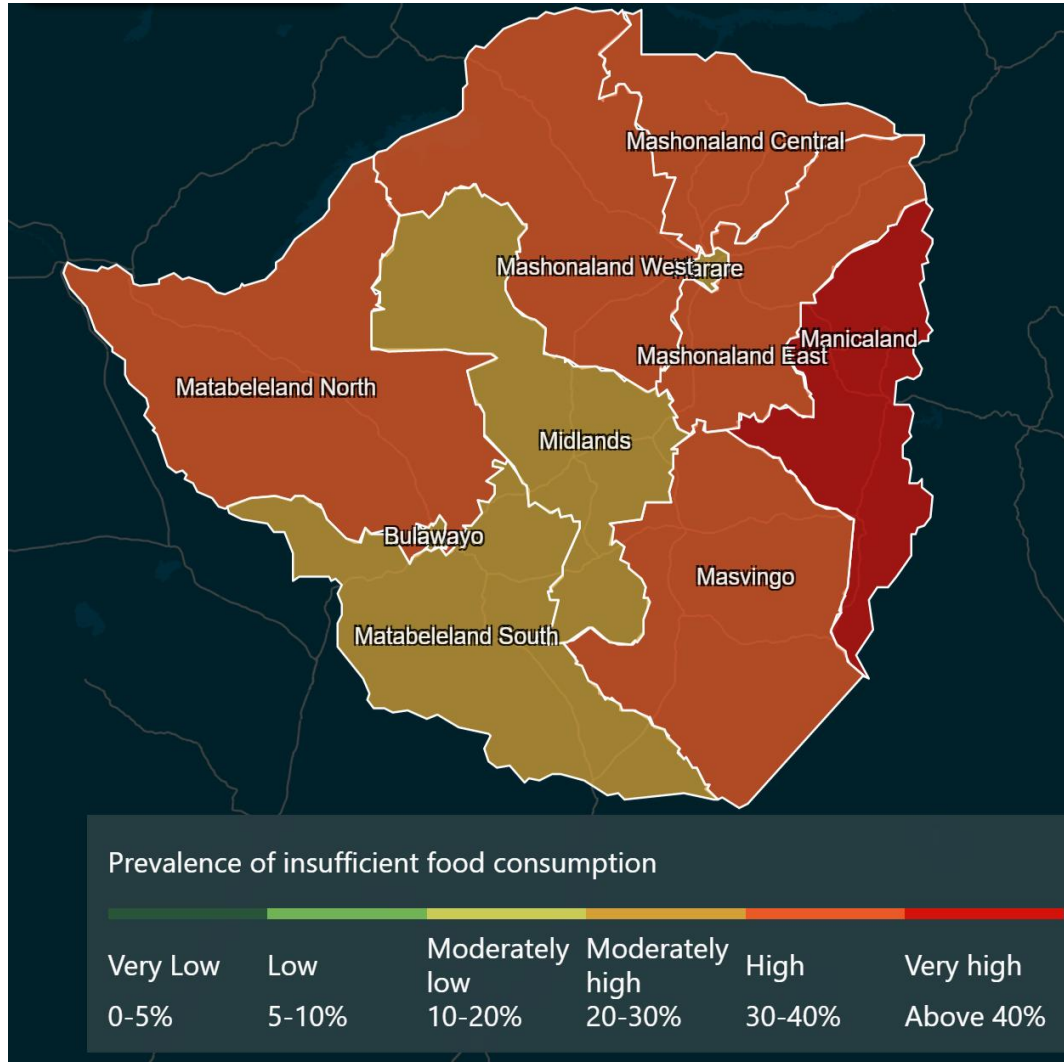 Mashonaland Central
Mashonaland West
Harare
Manicaland
Mashonaland East
Matabeleland North
Midlands
Bulawayo
Masvingo
Matabeleland South
Prevalence of insufficient food consumption
Very Low
0-5%
Low
5-10%
Moderately
low
10-20%
Moderately
high
20-30%
High
30-40%
Very high
Above 40%